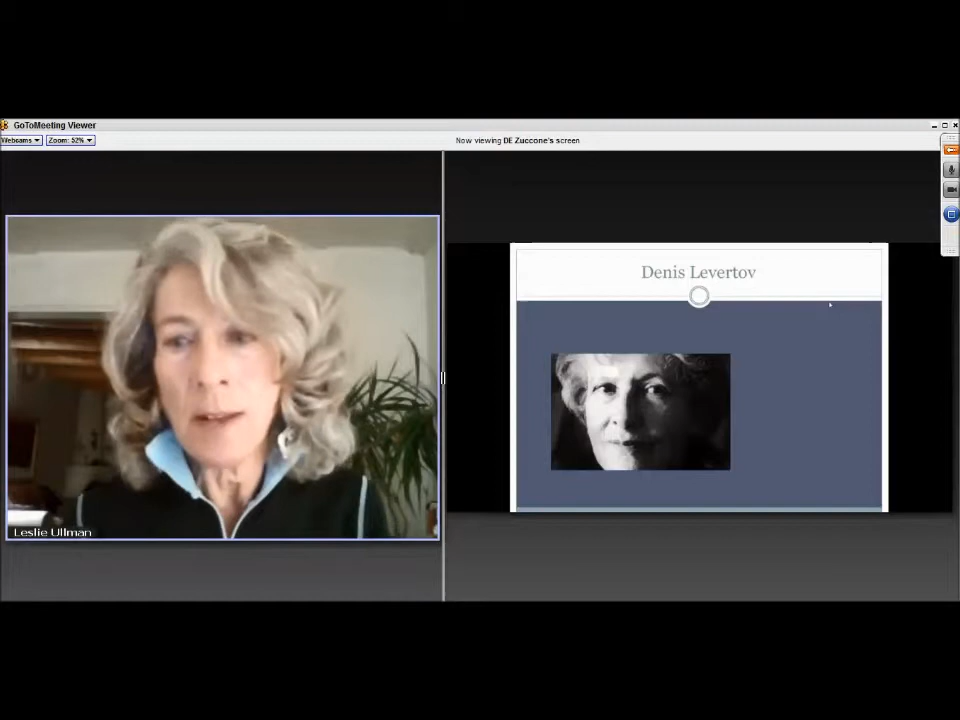 GoToMeeting Viewer
Webcams
Zoom: 52%
Now viewing DE Zuccone's screen
Denis Levertov
Leslie Ullman